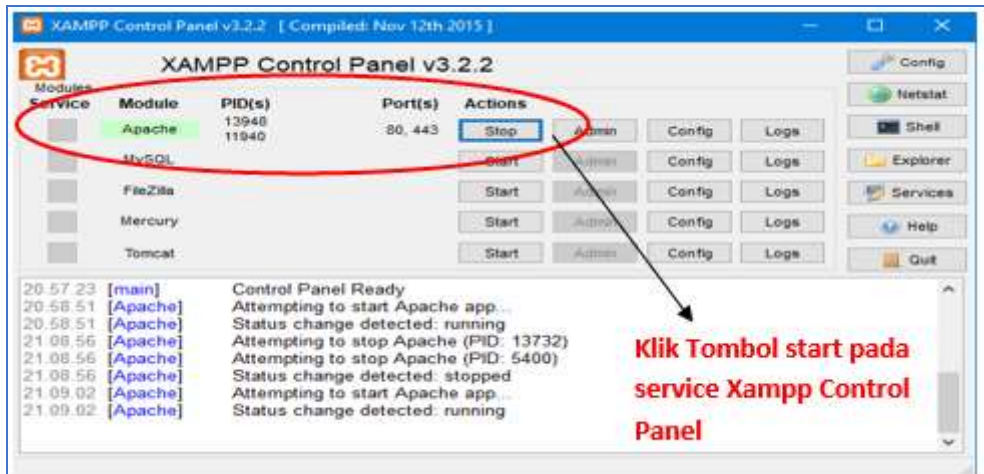 XAMPP Control Panel v3.2.2 [ Compiled: Nov 12th 2015 ]
XAMPP Control Panel v3.2.2
Config
Modules
Service Module PID(s) Port(s) Actions
Netstat
Apache 13948 11940 80, 443 Stop Admin Config Logs
Shell
MySQL Start Admin Config Logs
Explorer
FileZilla Start Admin Config Logs
Services
Mercury Start Admin Config Logs
Help
Tomcat Start Admin Config Logs
Quit
20.57.23 [main] Control Panel Ready
20.58.51 [Apache] Attempting to start Apache app...
20.58.51 [Apache] Status change detected: running
21.08.56 [Apache] Attempting to stop Apache (PID: 13732)
21.08.56 [Apache] Attempting to stop Apache (PID: 5400)
21.08.56 [Apache] Status change detected: stopped
21.09.02 [Apache] Attempting to start Apache app...
21.09.02 [Apache] Status change detected: running
Klik Tombol start pada
service Xampp Control
Panel